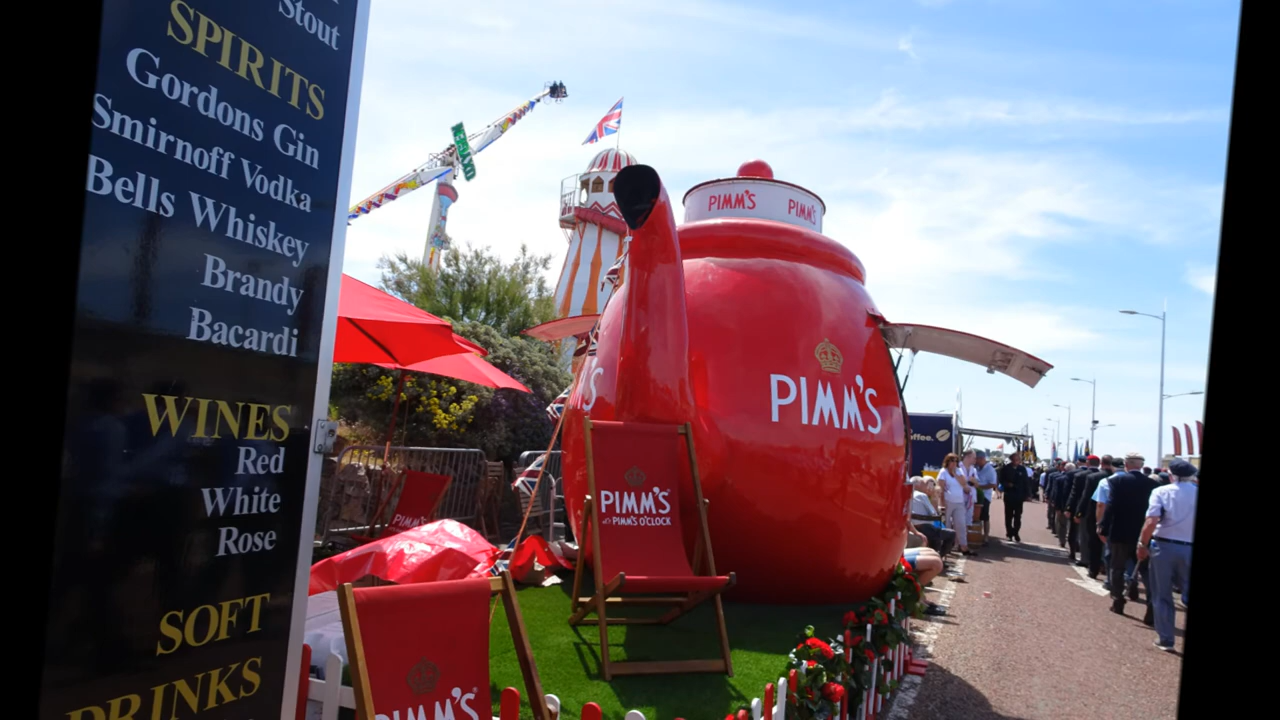 Stout
SPIRITS
Gordons Gin
Smirnoff Vodka
Bells Whiskey
Brandy
Bacardi
WINES
Red
White
Rose
SOFT
DRINKS
PIMM'S
PIMM'S
PIMM'S
PIMM'S
PIMM'S O'CLOCK
PIMM'S
PIMM'S